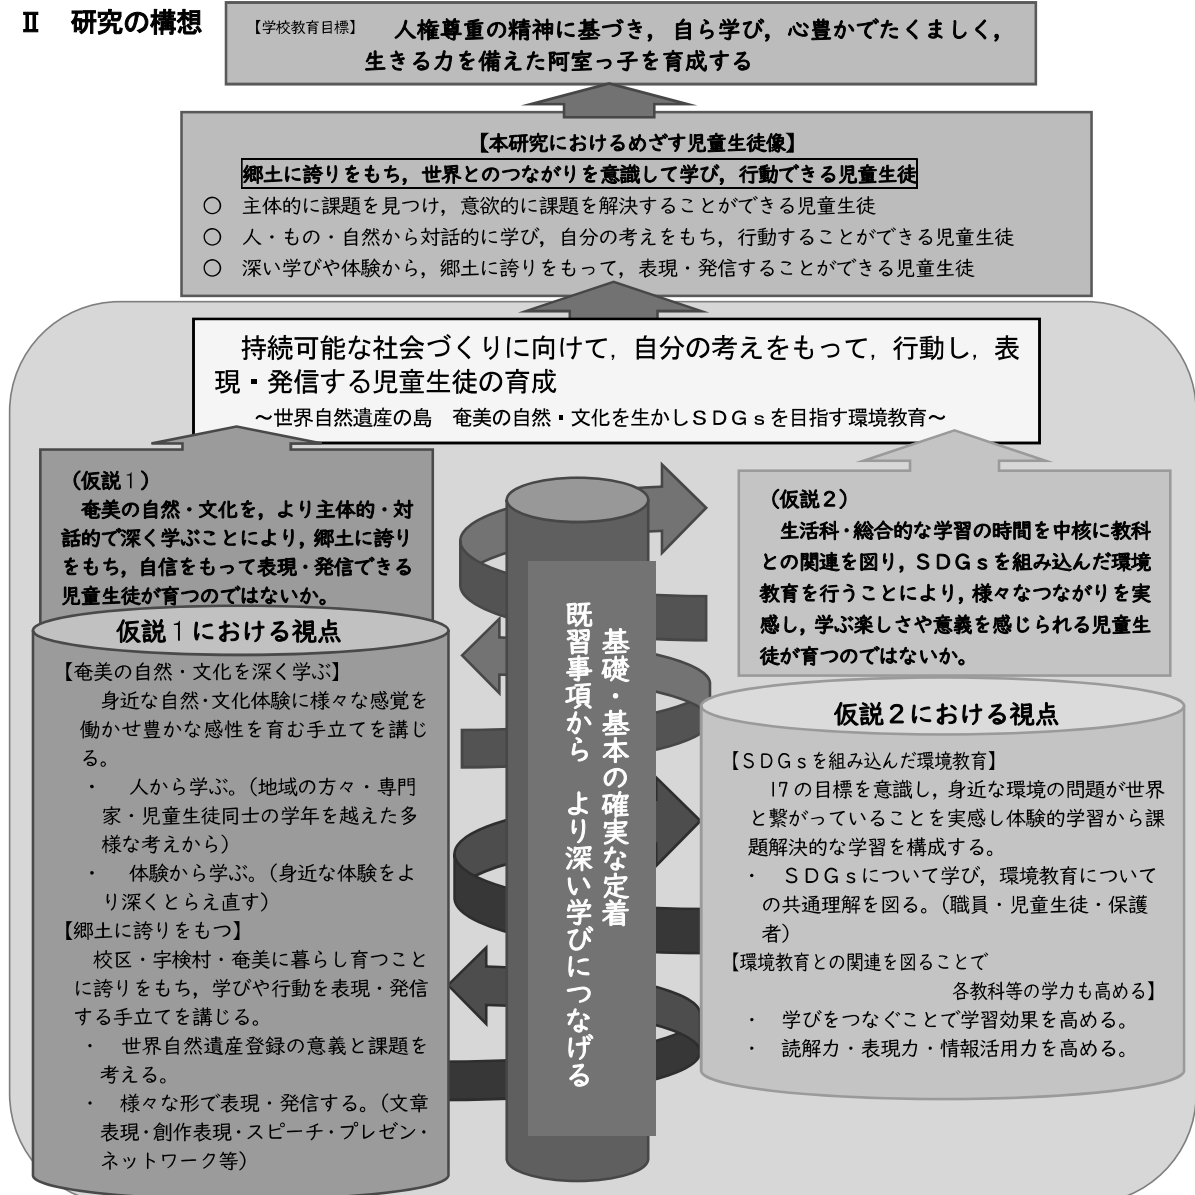 Ⅱ　研究の構想
【学校教育目標】　人権尊重の精神に基づき，自ら学び，心豊かでたくましく，
生きる力を備えた阿室っ子を育成する
【本研究におけるめざす児童生徒像】
郷土に誇りをもち，世界とのつながりを意識して学び，行動できる児童生徒
○　主体的に課題を見つけ，意欲的に課題を解決することができる児童生徒
○　人・もの・自然から対話的に学び，自分の考えをもち，行動することができる児童生徒
○　深い学びや体験から，郷土に誇りをもって，表現・発信することができる児童生徒
持続可能な社会づくりに向けて，自分の考えをもって，行動し，表
現・発信する児童生徒の育成
～世界自然遺産の島　奄美の自然・文化を生かしＳＤＧｓを目指す環境教育～
（仮説１）
奄美の自然・文化を，より主体的・対
話的で深く学ぶことにより，郷土に誇り
をもち，自信をもって表現・発信できる
児童生徒が育つのではないか。
仮説１における視点
【奄美の自然・文化を深く学ぶ】
身近な自然・文化体験に様々な感覚を
働かせ豊かな感性を育む手立てを講じ
る。
・　人から学ぶ。（地域の方々・専門
家・児童生徒同士の学年を越えた多
様な考えから）
・　体験から学ぶ。（身近な体験をよ
り深くとらえ直す）
【郷土に誇りをもつ】
校区・宇検村・奄美に暮らし育つこと
に誇りをもち，学びや行動を表現・発信
する手立てを講じる。
・　世界自然遺産登録の意義と課題を
考える。
・　様々な形で表現・発信する。（文章
表現・創作表現・スピーチ・プレゼン・
ネットワーク等）
基礎・基本の確実な定着
既習事項から　より深い学びにつなげる
（仮説２）
生活科・総合的な学習の時間を中核に教科
との関連を図り，ＳＤＧｓを組み込んだ環境
教育を行うことにより，様々なつながりを実
感し，学ぶ楽しさや意義を感じられる児童生
徒が育つのではないか。
仮説２における視点
【ＳＤＧｓを組み込んだ環境教育】
17の目標を意識し，身近な環境の問題が世界
と繋がっていることを実感し体験的学習から課
題解決的な学習を構成する。
・　ＳＤＧｓについて学び，環境教育について
の共通理解を図る。（職員・児童生徒・保護
者）
【環境教育との関連を図ることで
各教科等の学力も高める】
・　学びをつなぐことで学習効果を高める。
・　読解力・表現力・情報活用力を高める。